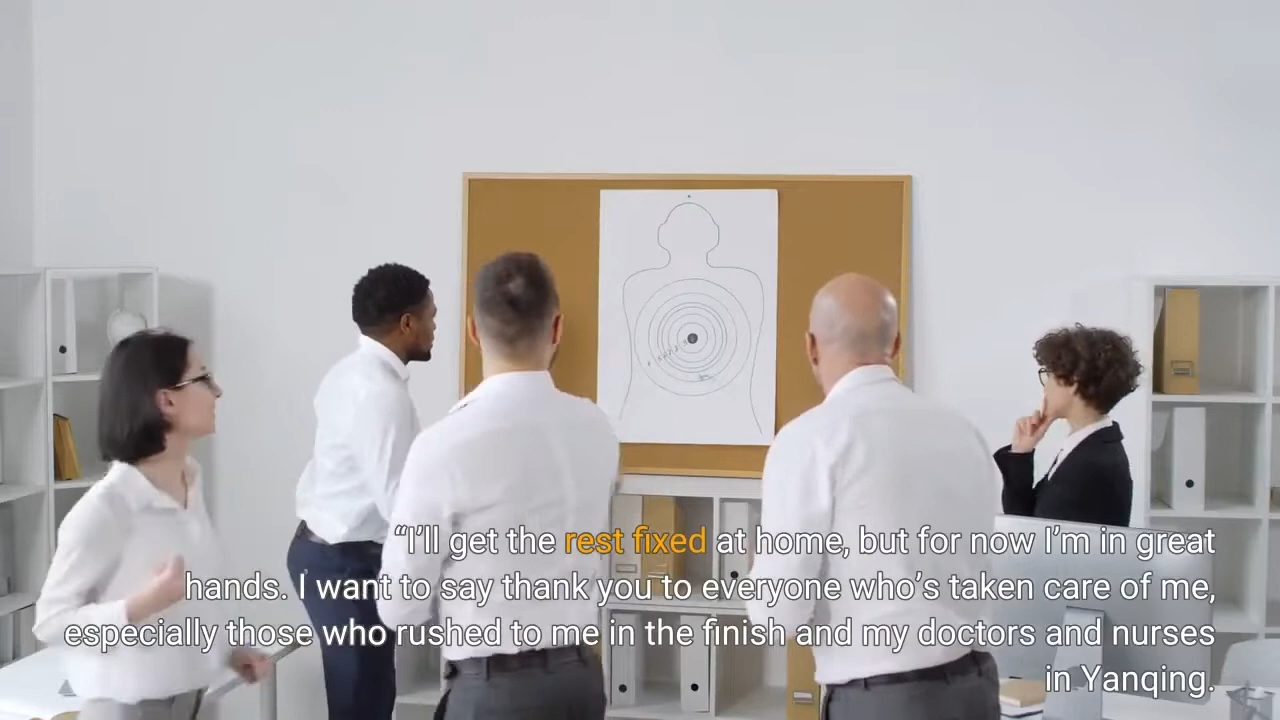 “I’ll get the rest fixed at home, but for now I’m in great
hands. I want to say thank you to everyone who’s taken care of me,
especially those who rushed to me in the finish and my doctors and nurses
in Yanqing.